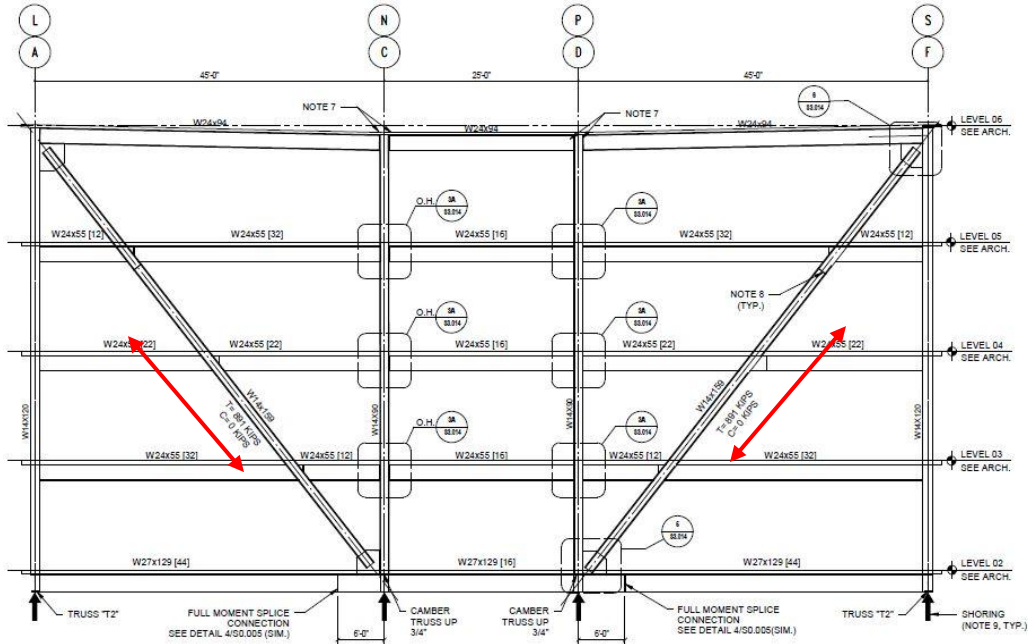 L N P S
A C D F
45'-0" 25'-0" 45'-0"
NOTE 7 NOTE 7
6
S3.014
W24x94 W24x94 W24x94
LEVEL 06
SEE ARCH.
O.H. 3A
S3.014
3A
S3.014
W24x55 [12] W24x55 [32] W24x55 [16] W24x55 [32] W24x55 [12]
LEVEL 05
SEE ARCH.
NOTE 8
(TYP.)
O.H. 3A
S3.014
3A
S3.014
W24x55 [22] W24x55 [22] W24x55 [16] W24x55 [22] W24x55 [22]
LEVEL 04
SEE ARCH.
W14X120 W14x159 W14X90 W14X90 W14x159 W14X120
T= 891 KIPS
C= 0 KIPS
T= 891 KIPS
C= 0 KIPS
O.H. 3A
S3.014
3A
S3.014
W24x55 [32] W24x55 [12] W24x55 [16] W24x55 [12] W24x55 [32]
LEVEL 03
SEE ARCH.
6
S3.014
W27x129 [44] W27x129 [16] W27x129 [44]
LEVEL 02
SEE ARCH.
TRUSS "T2"
FULL MOMENT SPLICE
CONNECTION
SEE DETAIL 4/S0.005 (SIM.)
6'-0"
CAMBER
TRUSS UP
3/4"
CAMBER
TRUSS UP
3/4"
6'-0"
FULL MOMENT SPLICE
CONNECTION
SEE DETAIL 4/S0.005(SIM.)
TRUSS "T2"
SHORING
(NOTE 9, TYP.)